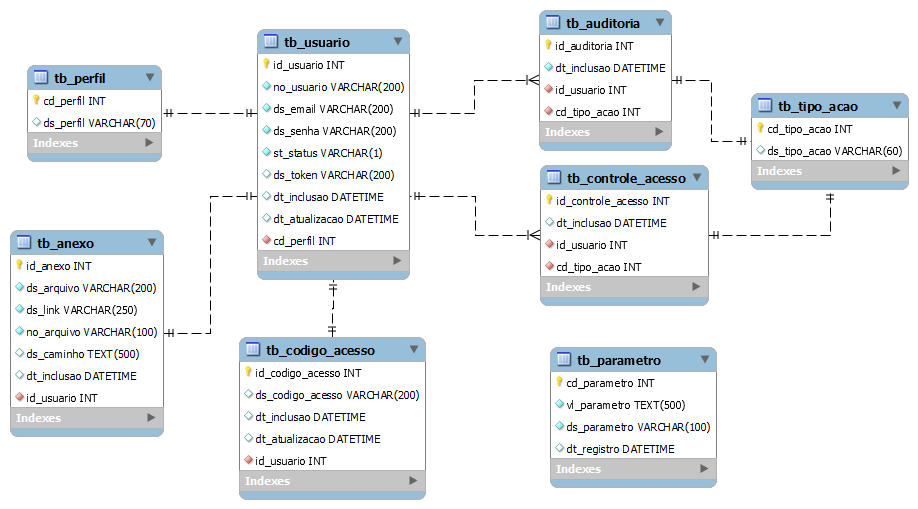 tb_perfil
cd_perfil INT
ds_perfil VARCHAR(70)
Indexes
tb_usuario
id_usuario INT
no_usuario VARCHAR(200)
ds_email VARCHAR(200)
ds_senha VARCHAR(200)
st_status VARCHAR(1)
ds_token VARCHAR(200)
dt_inclusao DATETIME
dt_atualizacao DATETIME
cd_perfil INT
Indexes
tb_auditoria
id_auditoria INT
dt_inclusao DATETIME
id_usuario INT
cd_tipo_acao INT
Indexes
tb_tipo_acao
cd_tipo_acao INT
ds_tipo_acao VARCHAR(60)
Indexes
tb_controle_acesso
id_controle_acesso INT
dt_inclusao DATETIME
id_usuario INT
cd_tipo_acao INT
Indexes
tb_anexo
id_anexo INT
ds_arquivo VARCHAR(200)
ds_link VARCHAR(250)
no_arquivo VARCHAR(100)
ds_caminho TEXT(500)
dt_inclusao DATETIME
id_usuario INT
Indexes
tb_codigo_acesso
id_codigo_acesso INT
ds_codigo_acesso VARCHAR(200)
dt_inclusao DATETIME
dt_atualizacao DATETIME
id_usuario INT
Indexes
tb_parametro
cd_parametro INT
vl_parametro TEXT(500)
ds_parametro VARCHAR(100)
dt_registro DATETIME
Indexes